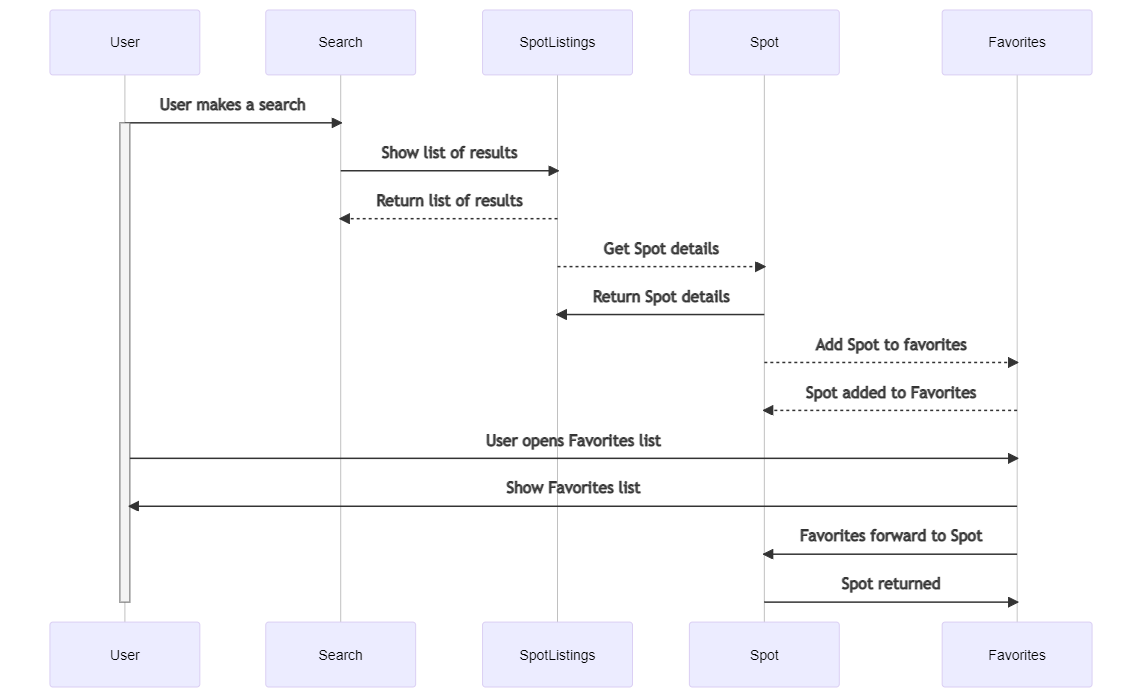 User
Search
SpotListings
Spot
Favorites
User makes a search
Show list of results
Return list of results
Get Spot details
Return Spot details
Add Spot to favorites
Spot added to Favorites
User opens Favorites list
Show Favorites list
Favorites forward to Spot
Spot returned
User
Search
SpotListings
Spot
Favorites